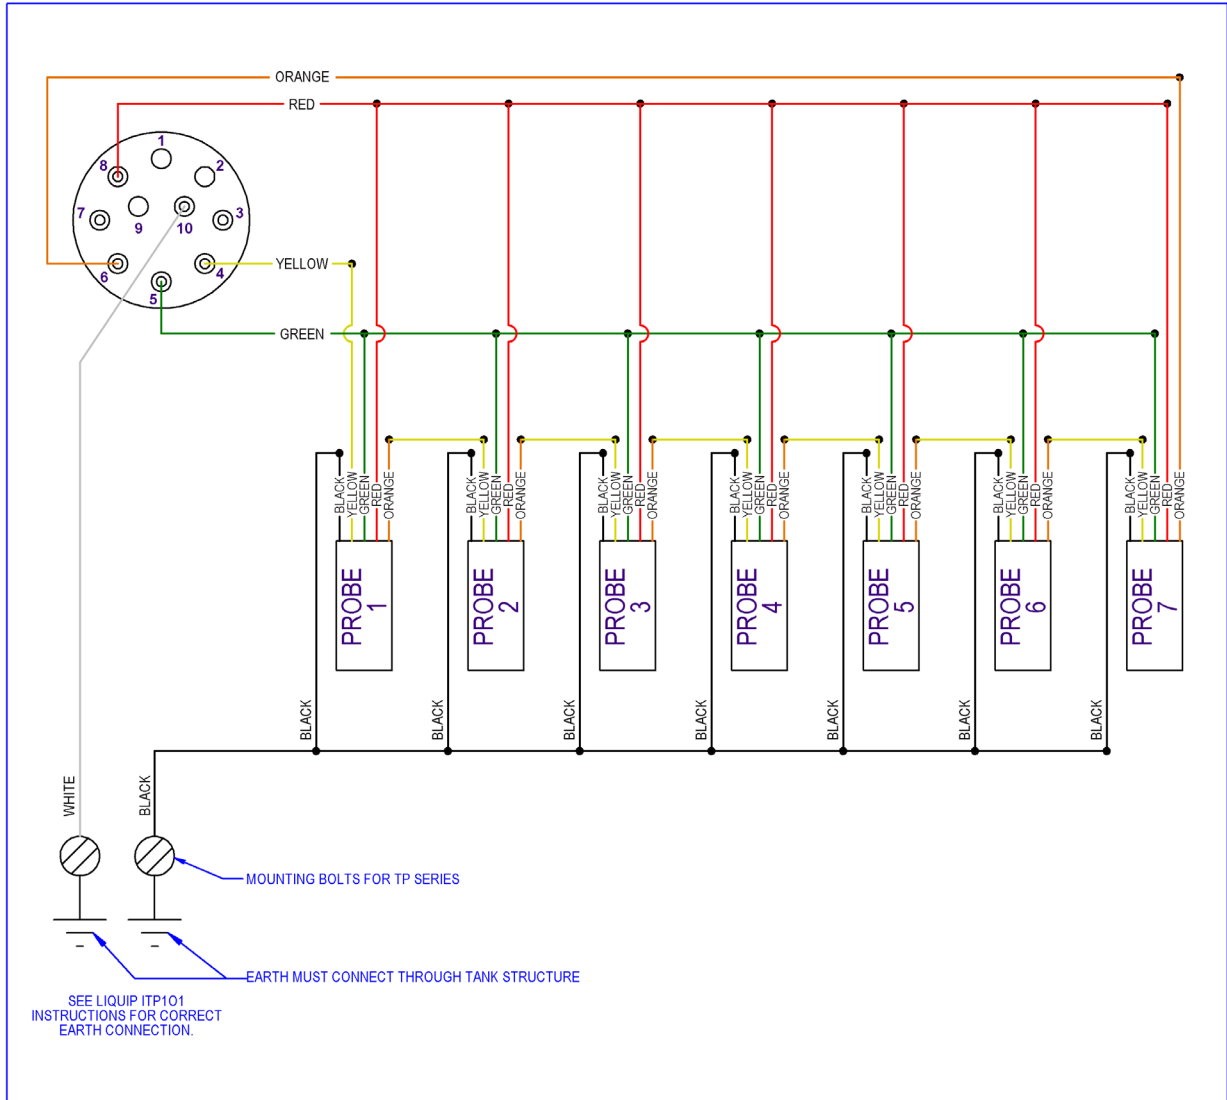 ORANGE
RED
1
8
2
7
3
9
10
YELLOW
6
4
5
GREEN
BLACK
YELLOW
GREEN
RED
ORANGE
BLACK
YELLOW
GREEN
RED
ORANGE
BLACK
YELLOW
GREEN
RED
ORANGE
BLACK
YELLOW
GREEN
RED
ORANGE
BLACK
YELLOW
GREEN
RED
ORANGE
BLACK
YELLOW
GREEN
RED
ORANGE
BLACK
YELLOW
GREEN
RED
ORANGE
PROBE
1
PROBE
2
PROBE
3
PROBE
4
PROBE
5
PROBE
6
PROBE
7
BLACK
BLACK
BLACK
BLACK
BLACK
BLACK
BLACK
WHITE
BLACK
MOUNTING BOLTS FOR TP SERIES
EARTH MUST CONNECT THROUGH TANK STRUCTURE
SEE LIQUIP ITP1O1
INSTRUCTIONS FOR CORRECT
EARTH CONNECTION.